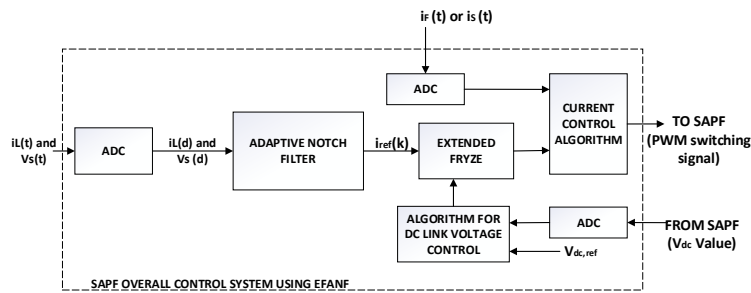 iF (t) or iS (t)
ADC
CURRENT
CONTROL
ALGORITHM
TO SAPF
(PWM switching
signal)
iL(t) and
Vs(t)
ADC
iL(d) and
Vs (d)
ADAPTIVE NOTCH
FILTER
iref(k)
EXTENDED
FRYZE
ALGORITHM FOR
DC LINK VOLTAGE
CONTROL
ADC
FROM SAPF
(Vdc Value)
Vdc,ref
SAPF OVERALL CONTROL SYSTEM USING EFANF